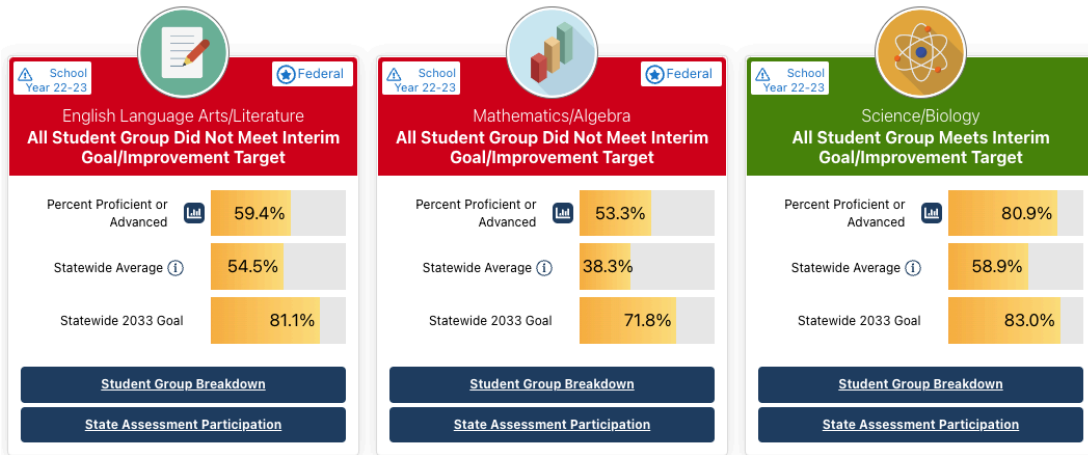 School
Year 22-23
Federal
English Language Arts/Literature
All Student Group Did Not Meet Interim
Goal/Improvement Target
Percent Proficient or
Advanced
59.4%
Statewide Average
54.5%
Statewide 2033 Goal
81.1%
Student Group Breakdown
State Assessment Participation
School
Year 22-23
Federal
Mathematics/Algebra
All Student Group Did Not Meet Interim
Goal/Improvement Target
Percent Proficient or
Advanced
53.3%
Statewide Average
38.3%
Statewide 2033 Goal
71.8%
Student Group Breakdown
State Assessment Participation
School
Year 22-23
Science/Biology
All Student Group Meets Interim
Goal/Improvement Target
Percent Proficient or
Advanced
80.9%
Statewide Average
58.9%
Statewide 2033 Goal
83.0%
Student Group Breakdown
State Assessment Participation